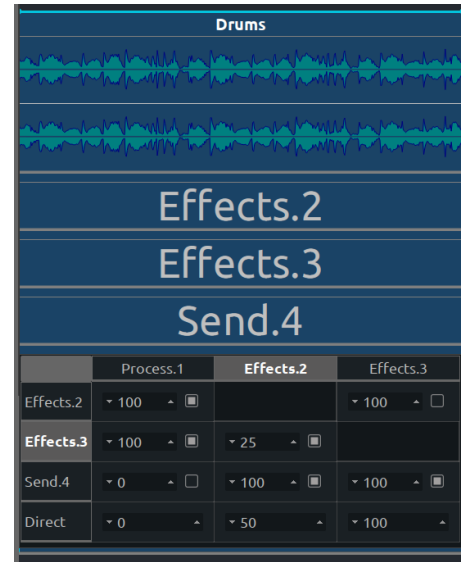 Drums
Effects.2
Effects.3
Send.4
Process.1 Effects.2 Effects.3
Effects.2 100 100
Effects.3 100 25
Send.4 0 100 100
Direct 0 50 100